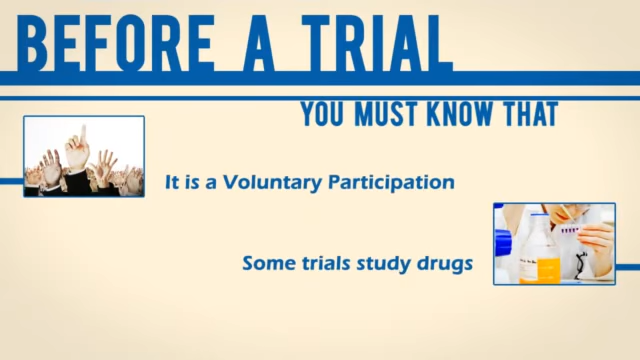 BEFORE A TRIAL
YOU MUST KNOW THAT
It is a Voluntary Participation
Some trials study drugs